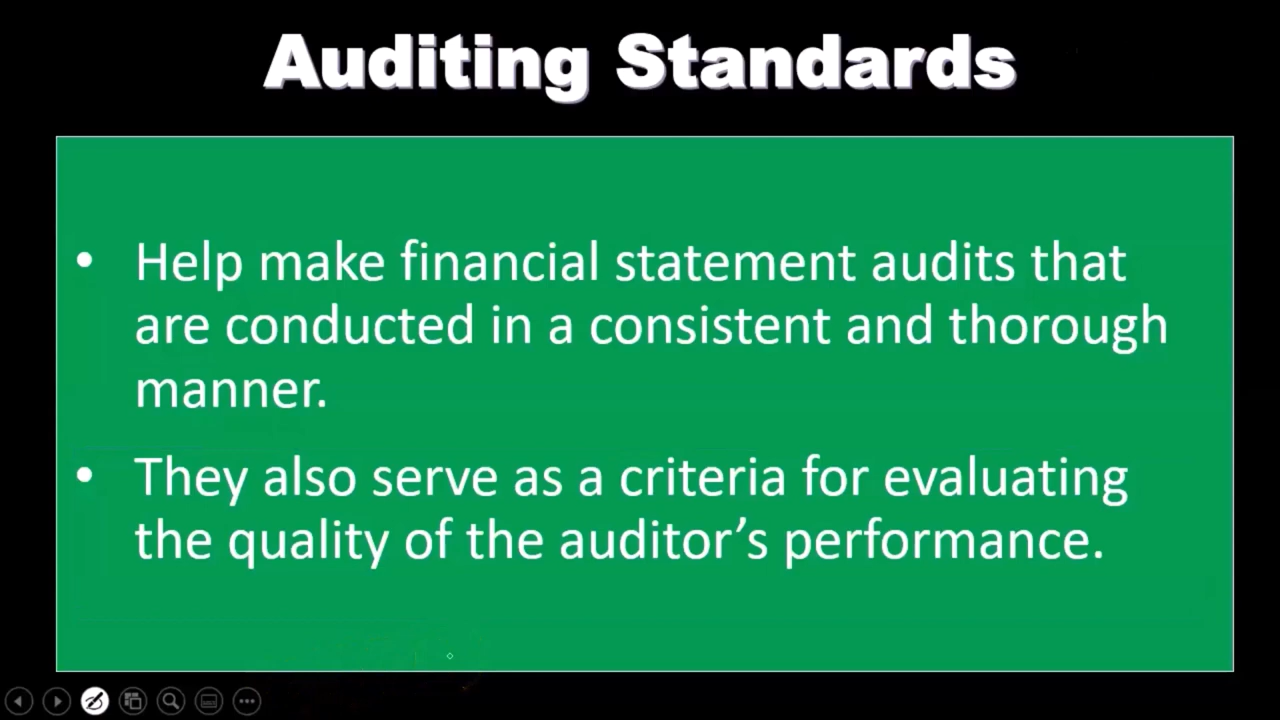 Auditing Standards
• Help make financial statement audits that
are conducted in a consistent and thorough
manner.
• They also serve as a criteria for evaluating
the quality of the auditor’s performance.